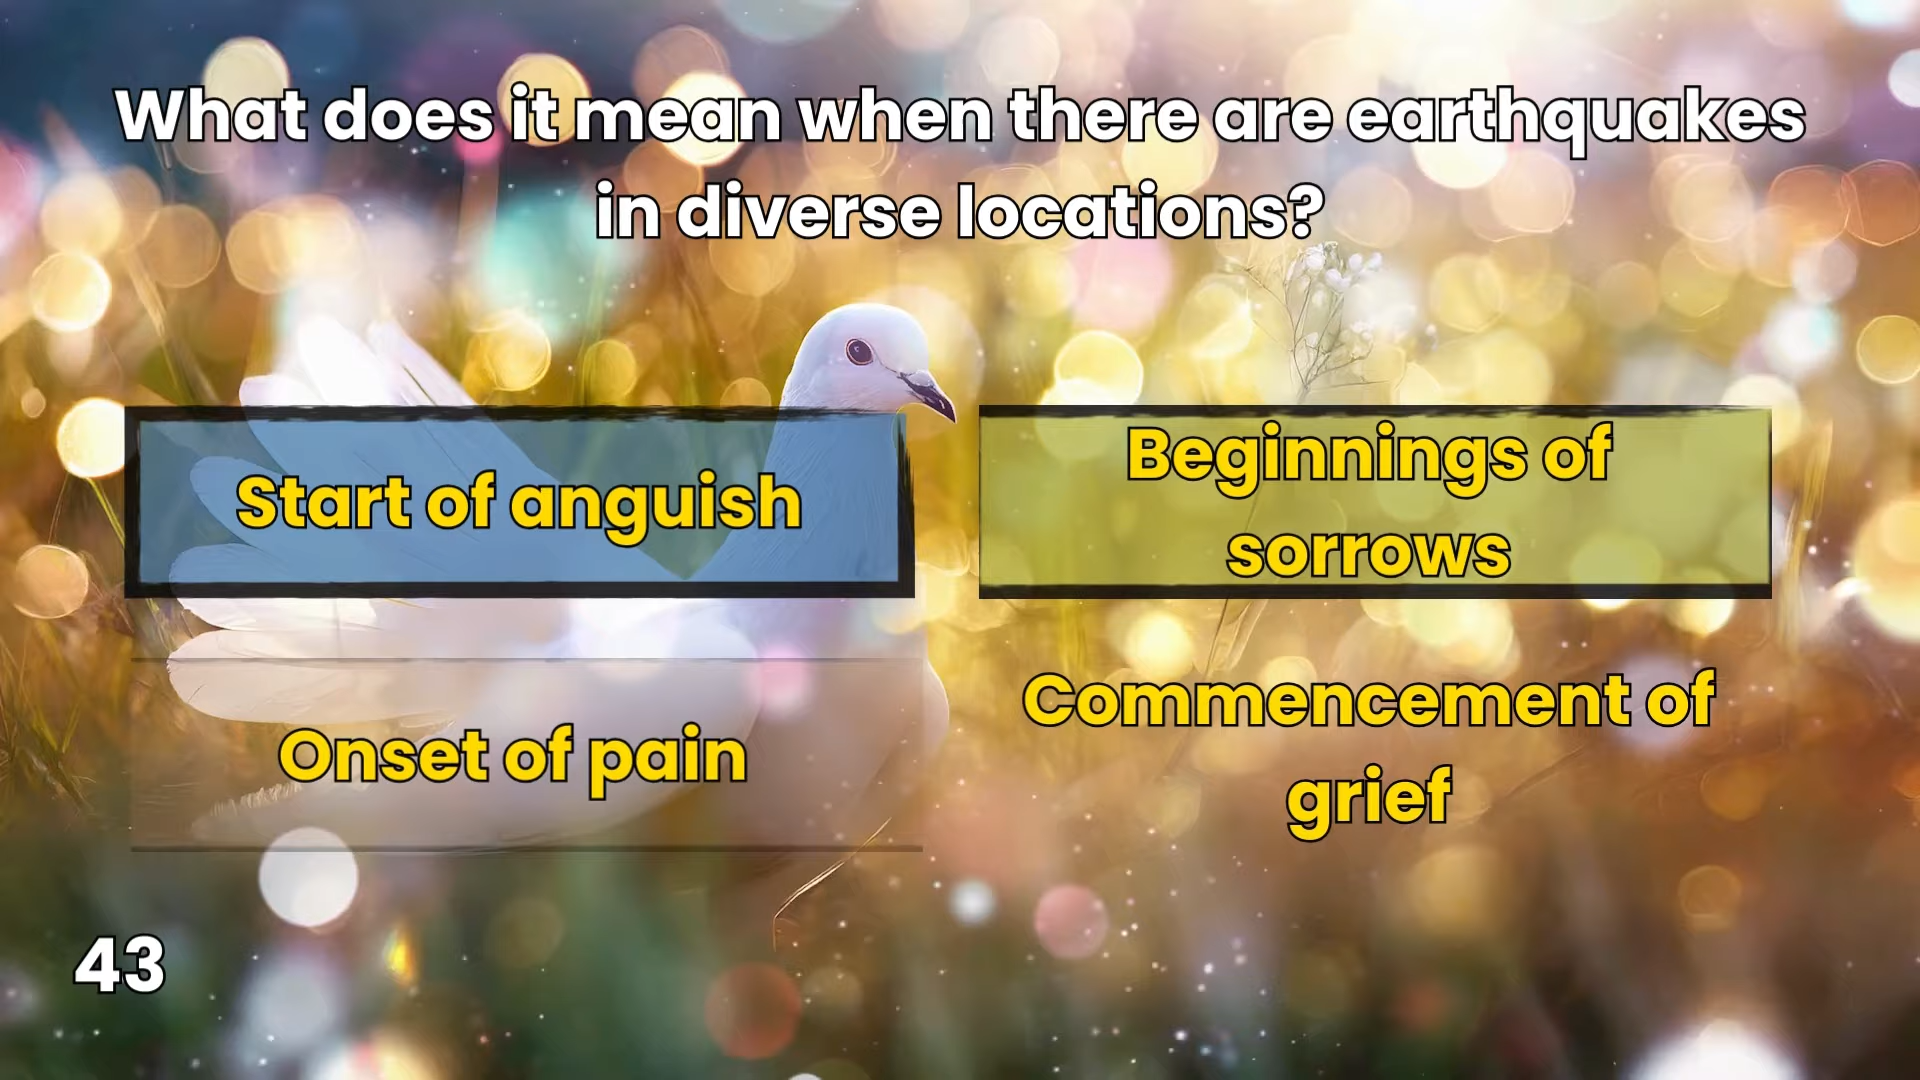 What does it mean when there are earthquakes
in diverse locations?
Start of anguish
Beginnings of
sorrows
Onset of pain
Commencement of
grief
43